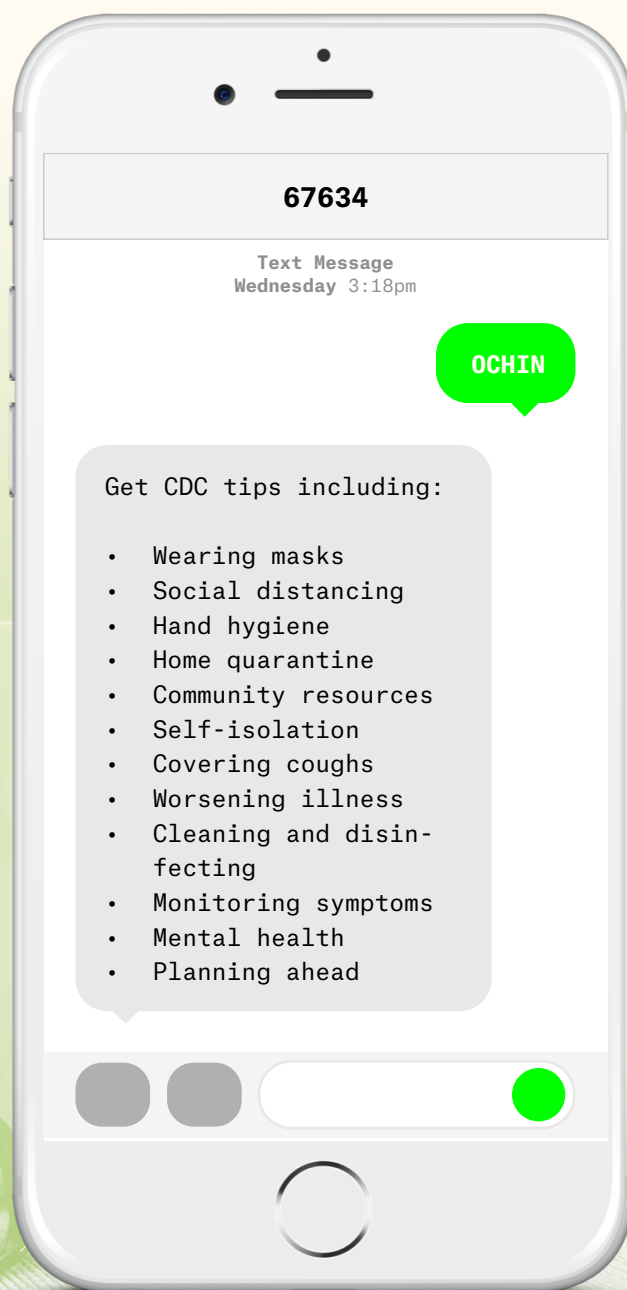 67634
Text Message
Wednesday 3:18pm
OCHIN
Get CDC tips including:
• Wearing masks
• Social distancing
• Hand hygiene
• Home quarantine
• Community resources
• Self-isolation
• Covering coughs
• Worsening illness
• Cleaning and disin-
fecting
• Monitoring symptoms
• Mental health
• Planning ahead